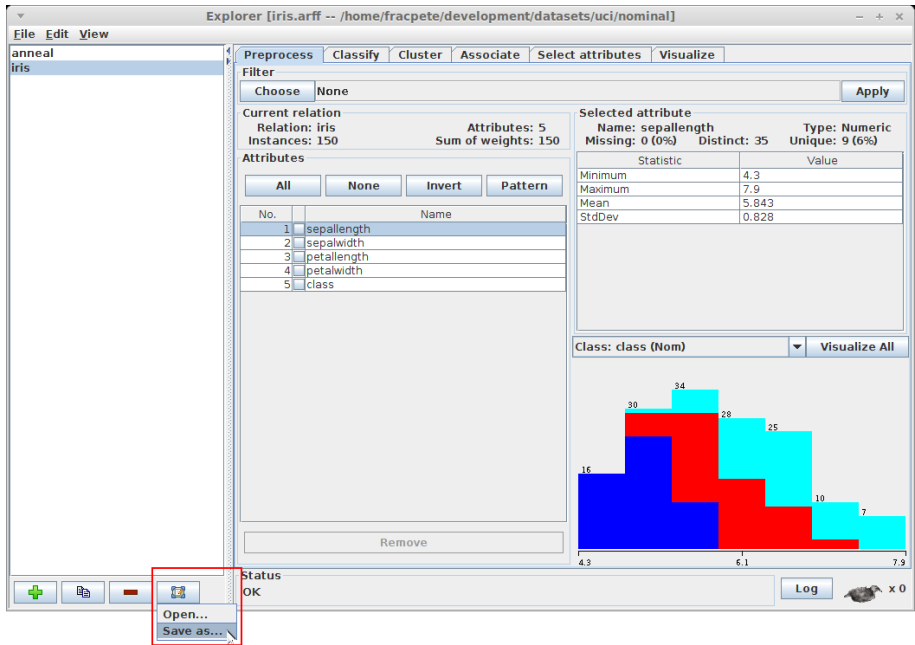 Explorer [iris.arff -- /home/fracpete/development/datasets/uci/nominal]
File Edit View
anneal
iris
Preprocess Classify Cluster Associate Select attributes Visualize
Filter
Choose None Apply
Current relation
Relation: iris Attributes: 5
Instances: 150 Sum of weights: 150
Attributes
All None Invert Pattern
No. Name
1 sepallength
2 sepalwidth
3 petallength
4 petalwidth
5 class
Remove
Selected attribute
Name: sepallength Type: Numeric
Missing: 0 (0%) Distinct: 35 Unique: 9 (6%)
Statistic Value
Minimum 4.3
Maximum 7.9
Mean 5.843
StdDev 0.828
Class: class (Nom) Visualize All
34
30
28
25
16
10
7
4.3 6.1 7.9
Status
OK
Log x 0
Open...
Save as...